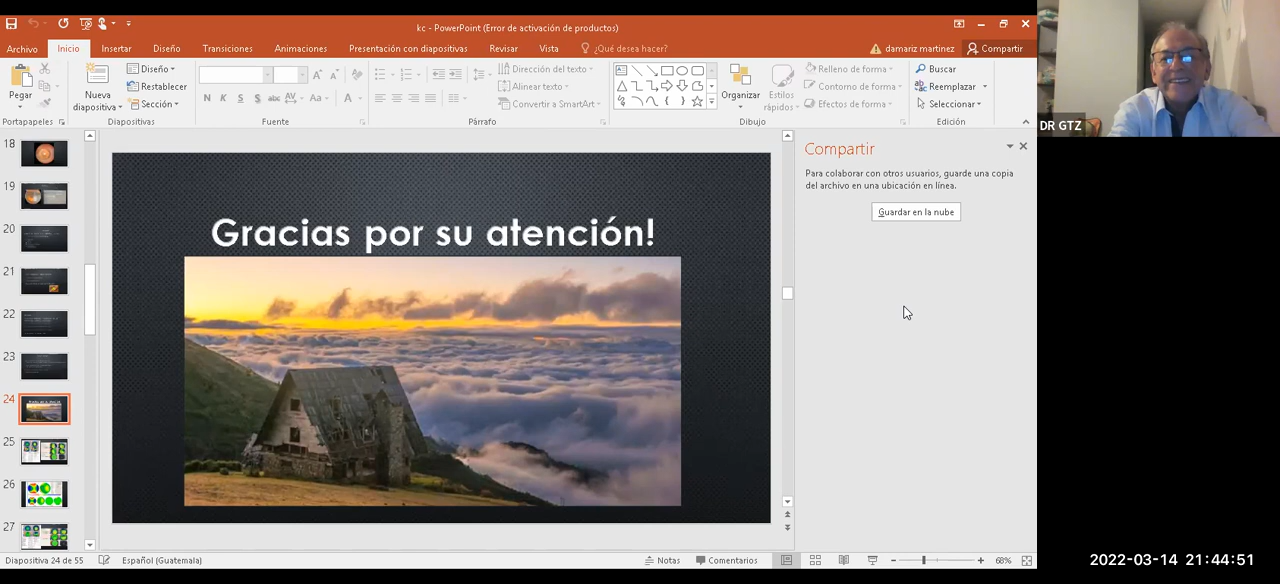 kc - PowerPoint (Error de activación de productos)
Archivo Inicio Insertar Diseño Transiciones Animaciones Presentación con diapositivas Revisar Vista ¿Qué desea hacer? damariz martinez Compartir
Pegar
Nueva diapositiva
Diseño
Restablecer
Sección
N K S S abc AV Aa A
Dirección del texto
Alinear texto
Convertir a SmartArt
Organizar
Estilos rápidos
Relleno de forma
Contorno de forma
Efectos de forma
Buscar
Reemplazar
Seleccionar
Portapapeles Diapositivas Fuente Párrafo Dibujo Edición
DR GTZ
18
19
20
21
22
23
24
25
26
27
Gracias por su atención!
Compartir
Para colaborar con otros usuarios, guarde una copia
del archivo en una ubicación en línea.
Guardar en la nube
Diapositiva 24 de 55 Español (Guatemala) Notas Comentarios 68%
2022-03-14 21:44:51